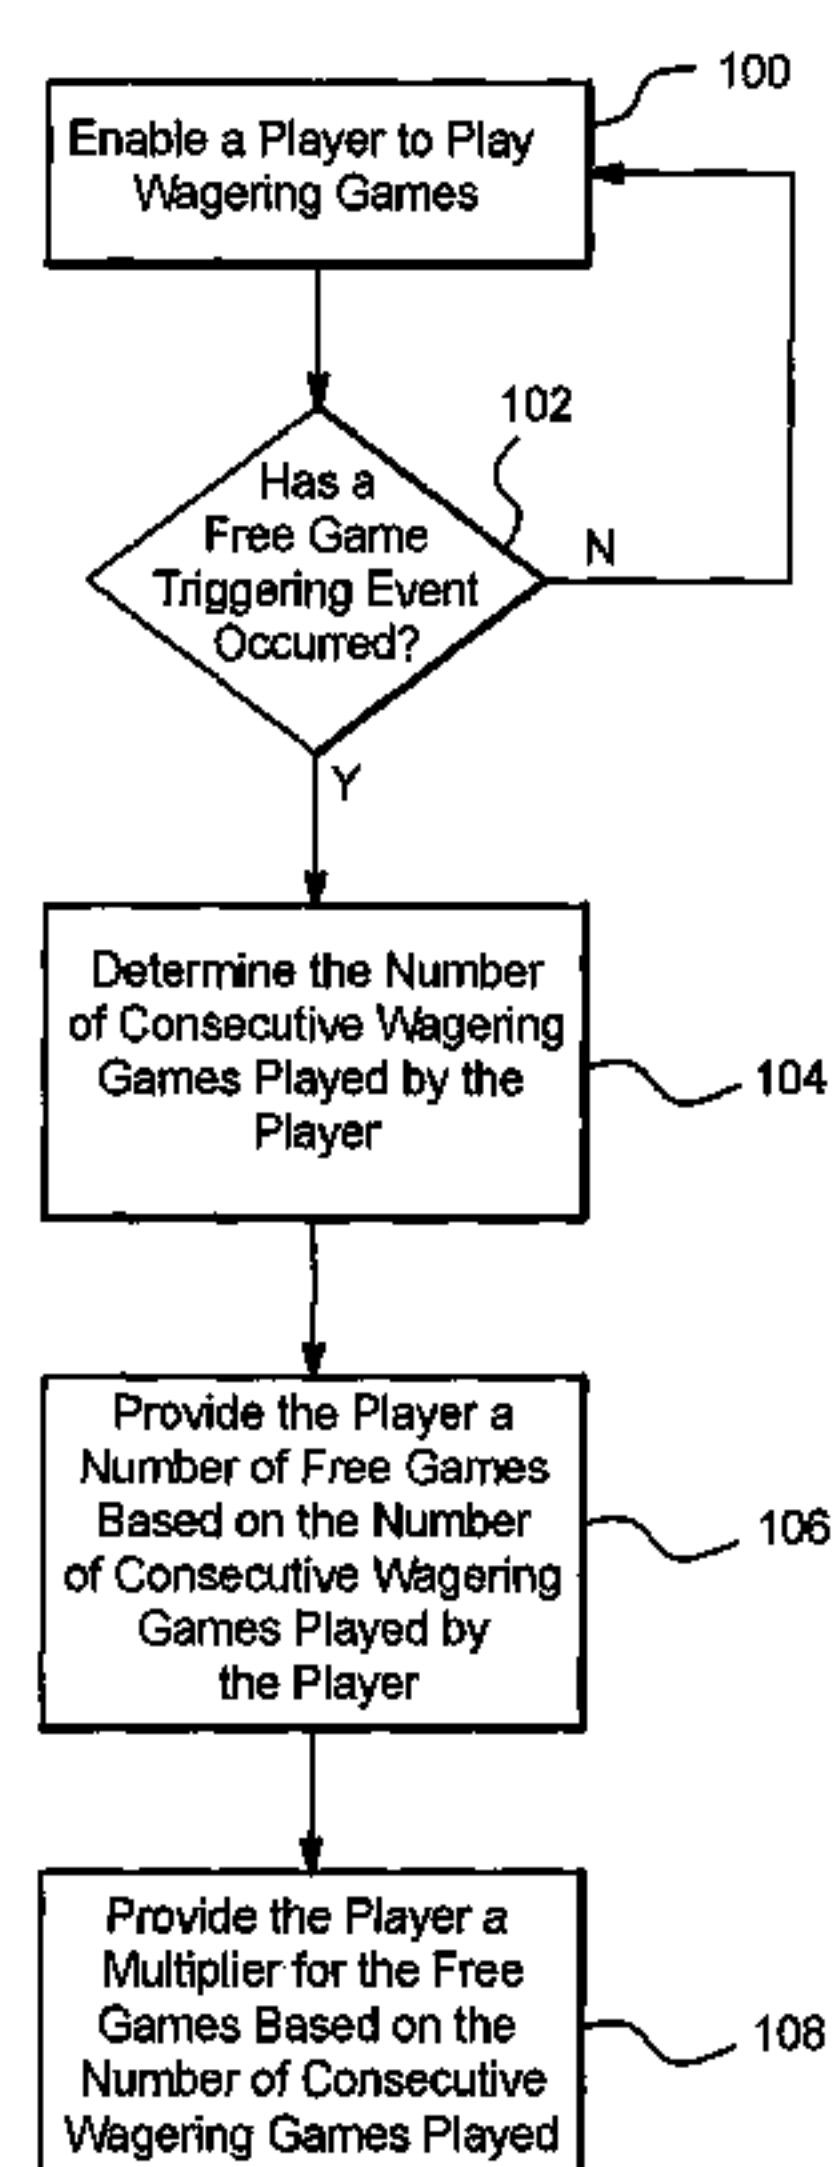 100
Enable a Player to Play
Wagering Games
102
Has a
Free Game
Triggering Event
Occurred?
N
Y
Determine the Number
of Consecutive Wagering
Games Played by the
Player
104
Provide the Player a
Number of Free Games
Based on the Number
of Consecutive Wagering
Games Played by
the Player
106
Provide the Player a
Multiplier for the Free
Games Based on the
Number of Consecutive
Wagering Games Played
108